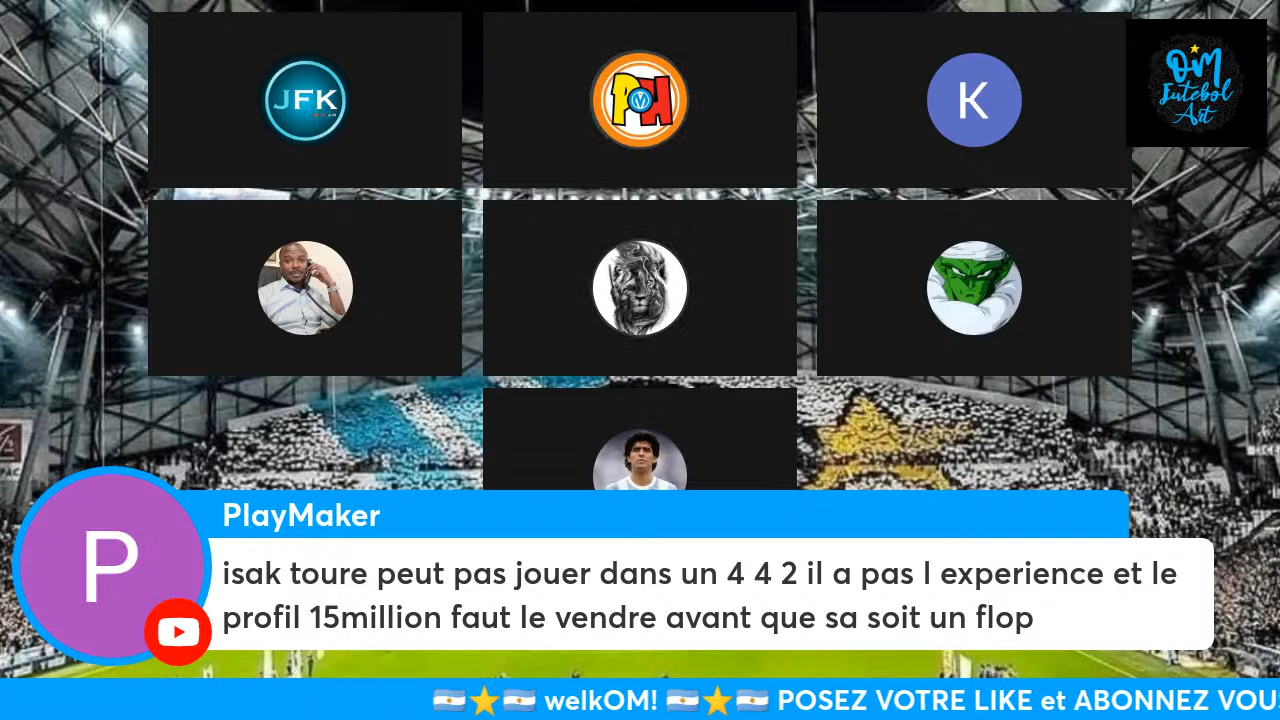 JFK
PH
K
OM
Futebol
Art
PlayMaker
isak toure peut pas jouer dans un 4 4 2 il a pas l experience et le
profil 15million faut le vendre avant que sa soit un flop
P
welkOM! POSEZ VOTRE LIKE et ABONNEZ VOU